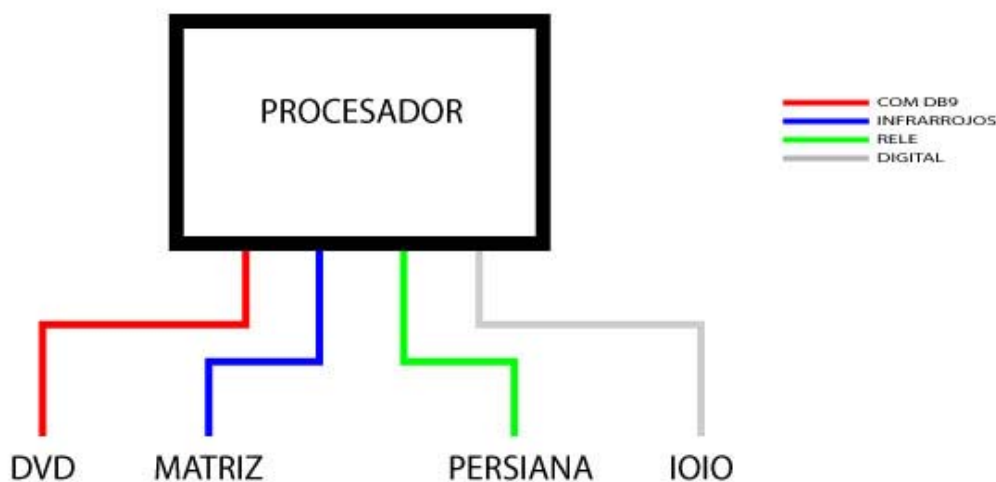 PROCESADOR
COM DB9
INFRARROJOS
RELE
DIGITAL
DVD
MATRIZ
PERSIANA
IOIO